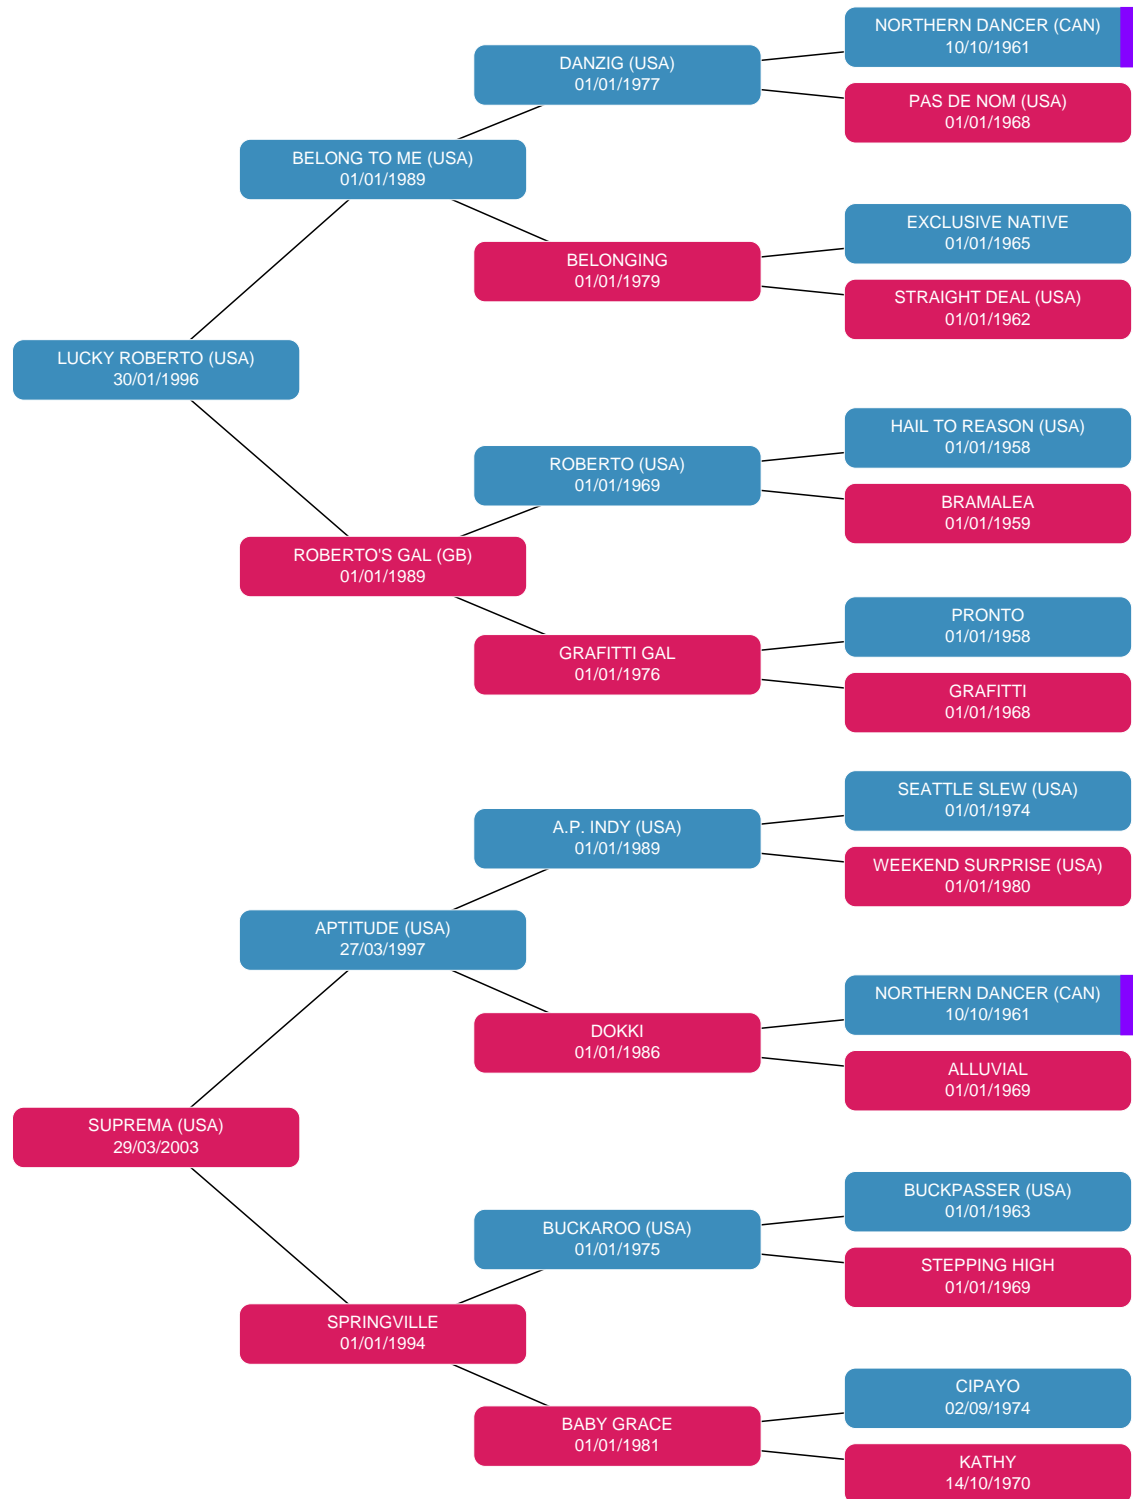 NORTHERN DANCER (CAN)
10/10/1961
DANZIG (USA)
01/01/1977
PAS DE NOM (USA)
01/01/1968
BELONG TO ME (USA)
01/01/1989
EXCLUSIVE NATIVE
01/01/1965
BELONGING
01/01/1979
STRAIGHT DEAL (USA)
01/01/1962
LUCKY ROBERTO (USA)
30/01/1996
HAIL TO REASON (USA)
01/01/1958
ROBERTO (USA)
01/01/1969
BRAMALEA
01/01/1959
ROBERTO'S GAL (GB)
01/01/1989
PRONTO
01/01/1958
GRAFITTI GAL
01/01/1976
GRAFITTI
01/01/1968
SEATTLE SLEW (USA)
01/01/1974
A.P. INDY (USA)
01/01/1989
WEEKEND SURPRISE (USA)
01/01/1980
APTITUDE (USA)
27/03/1997
NORTHERN DANCER (CAN)
10/10/1961
DOKKI
01/01/1986
ALLUVIAL
01/01/1969
SUPREMA (USA)
29/03/2003
BUCKPASSER (USA)
01/01/1963
BUCKAROO (USA)
01/01/1975
STEPPING HIGH
01/01/1969
SPRINGVILLE
01/01/1994
CIPAYO
02/09/1974
BABY GRACE
01/01/1981
KATHY
14/10/1970